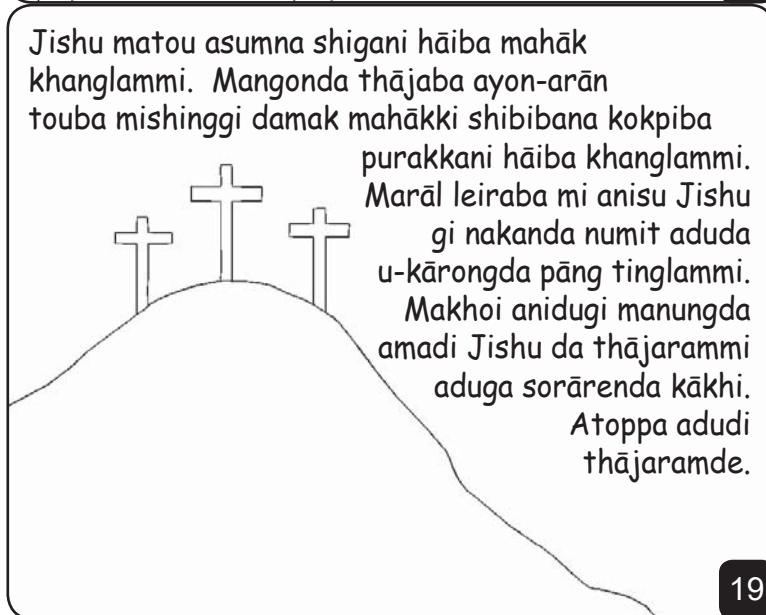 Jishu matou asumna shigani hāiba mahāk
khanglammi. Mangonda thājaba ayon-arān
touba mishinggi damak mahākki shibibana kokpiba
purakkani hāiba khanglammi.
Marāl leiraba mi anisu Jishu
gi nakanda numit aduda
u-kārongda pāng tinglammi.
Makhoi anidugi manungda
amadi Jishu da thājarammi
aduga sorārenda kākhi.
Atoppa adudi
thājaramde.
19